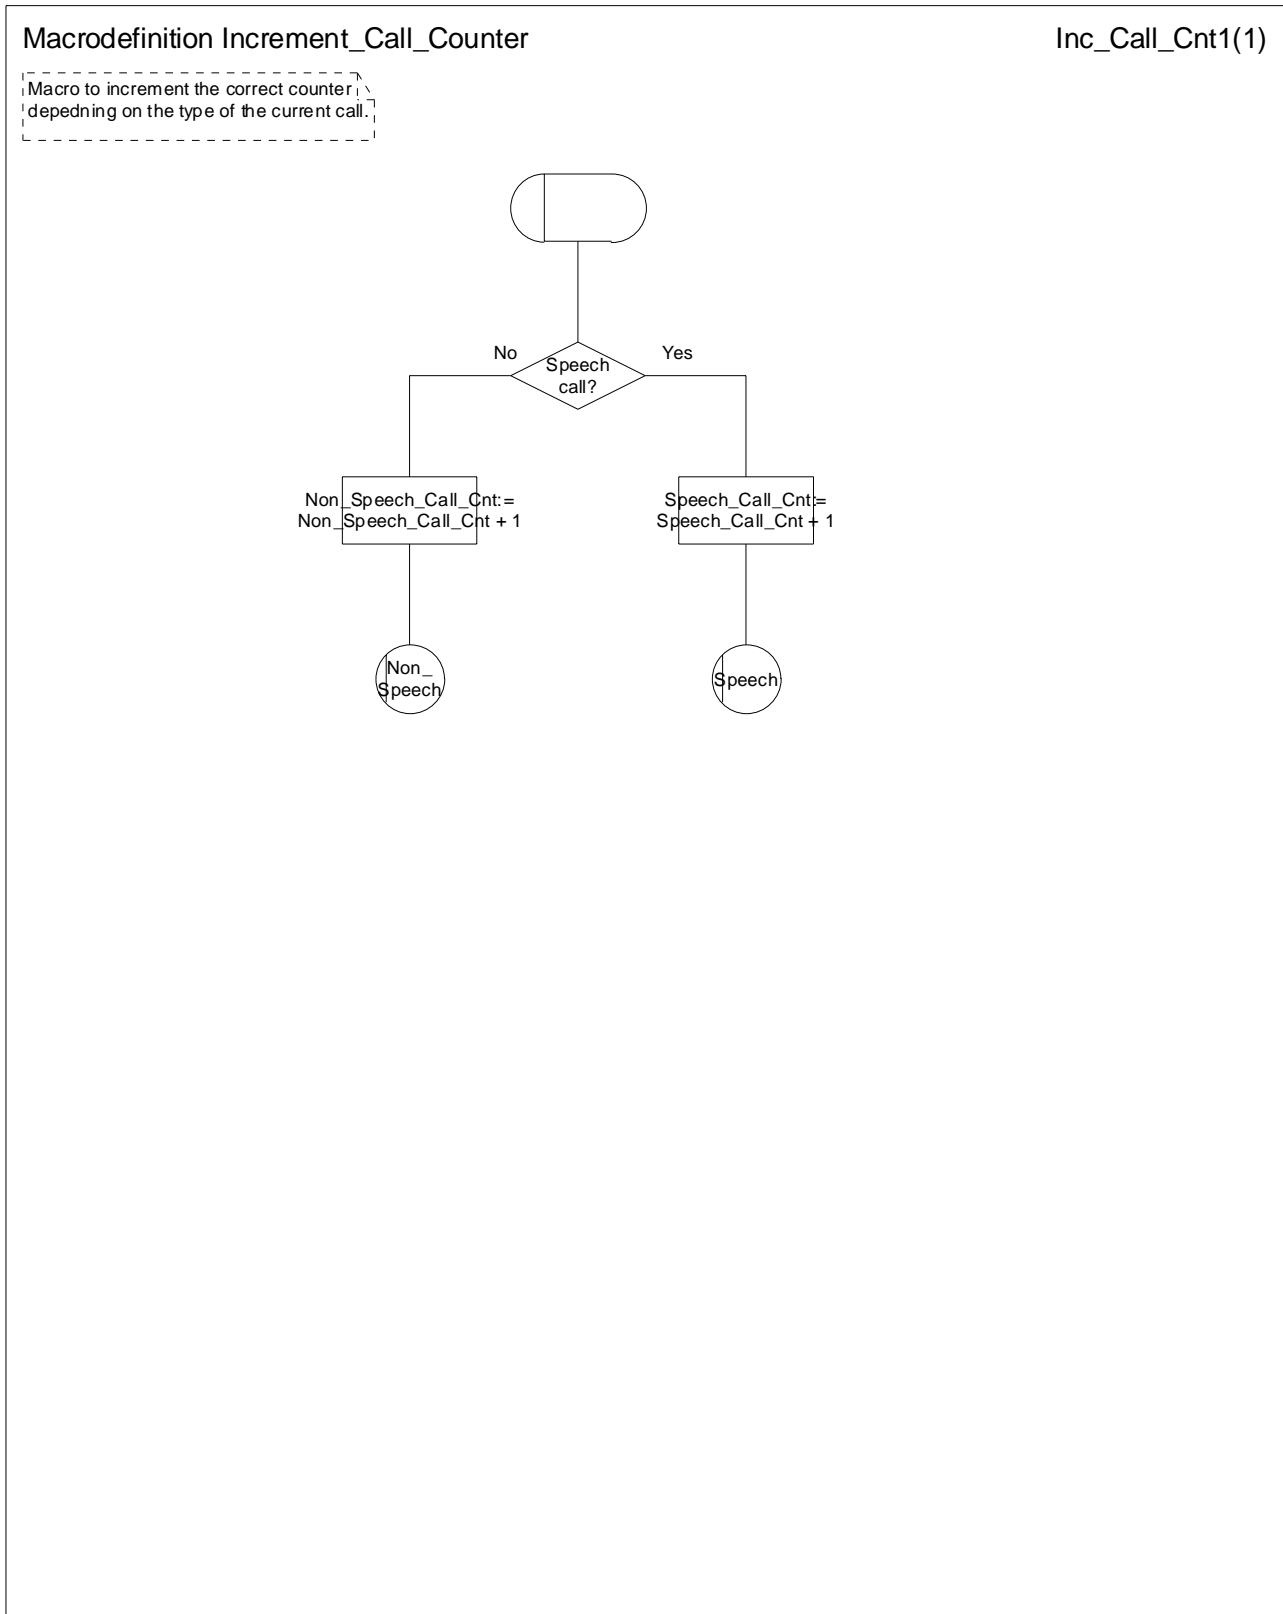 Macrodefinition Increment_Call_Counter
Inc_Call_Cnt1(1)
Macro to increment the correct counter
depedning on the type of the current call.
No
Yes
Speech
call?
Non_Speech_Call_Cnt:=
Non_Speech_Call_Cnt + 1
Speech_Call_Cnt:=
Speech_Call_Cnt + 1
Non_
Speech
Speech